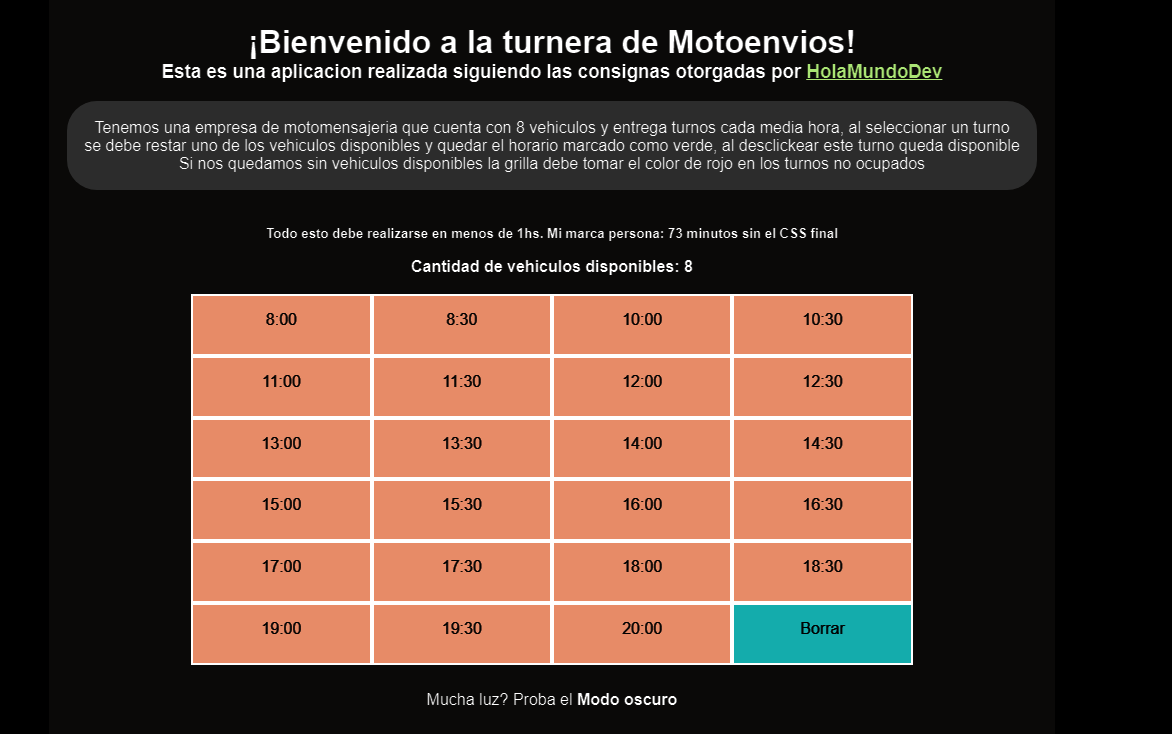 ¡Bienvenido a la turnera de Motoenvios!
Esta es una aplicacion realizada siguiendo las consignas otorgadas por HolaMundoDev
Tenemos una empresa de motomensajeria que cuenta con 8 vehiculos y entrega turnos cada media hora, al seleccionar un turno
se debe restar uno de los vehiculos disponibles y quedar el horario marcado como verde, al desclickear este turno queda disponible
Si nos quedamos sin vehiculos disponibles la grilla debe tomar el color de rojo en los turnos no ocupados
Todo esto debe realizarse en menos de 1hs. Mi marca persona: 73 minutos sin el CSS final
Cantidad de vehiculos disponibles: 8
8:00 8:30 10:00 10:30
11:00 11:30 12:00 12:30
13:00 13:30 14:00 14:30
15:00 15:30 16:00 16:30
17:00 17:30 18:00 18:30
19:00 19:30 20:00 Borrar
Mucha luz? Proba el Modo oscuro